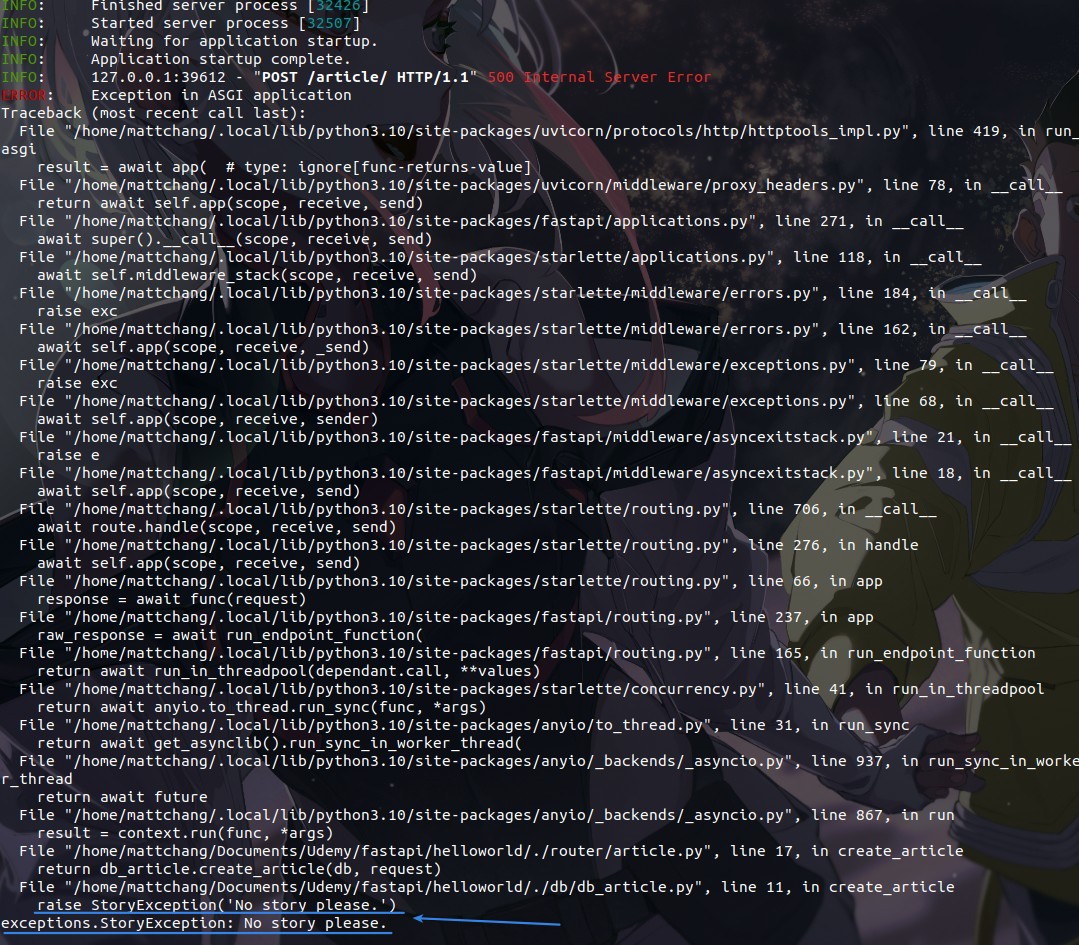 INFO:     Finished server process [32426]
INFO:     Started server process [32507]
INFO:     Waiting for application startup.
INFO:     Application startup complete.
INFO:     127.0.0.1:39612 - "POST /article/ HTTP/1.1" 500 Internal Server Error
ERROR:    Exception in ASGI application
Traceback (most recent call last):
  File "/home/mattchang/.local/lib/python3.10/site-packages/uvicorn/protocols/http/httptools_impl.py", line 419, in run_
asgi
    result = await app(  # type: ignore[func-returns-value]
  File "/home/mattchang/.local/lib/python3.10/site-packages/uvicorn/middleware/proxy_headers.py", line 78, in __call__
    return await self.app(scope, receive, send)
  File "/home/mattchang/.local/lib/python3.10/site-packages/fastapi/applications.py", line 271, in __call__
    await super().__call__(scope, receive, send)
  File "/home/mattchang/.local/lib/python3.10/site-packages/starlette/applications.py", line 118, in __call__
    await self.middleware_stack(scope, receive, send)
  File "/home/mattchang/.local/lib/python3.10/site-packages/starlette/middleware/errors.py", line 184, in __call__
    raise exc
  File "/home/mattchang/.local/lib/python3.10/site-packages/starlette/middleware/errors.py", line 162, in __call__
    await self.app(scope, receive, _send)
  File "/home/mattchang/.local/lib/python3.10/site-packages/starlette/middleware/exceptions.py", line 79, in __call__
    raise exc
  File "/home/mattchang/.local/lib/python3.10/site-packages/starlette/middleware/exceptions.py", line 68, in __call__
    await self.app(scope, receive, sender)
  File "/home/mattchang/.local/lib/python3.10/site-packages/fastapi/middleware/asyncexitstack.py", line 21, in __call__
    raise e
  File "/home/mattchang/.local/lib/python3.10/site-packages/fastapi/middleware/asyncexitstack.py", line 18, in __call__
    await self.app(scope, receive, send)
  File "/home/mattchang/.local/lib/python3.10/site-packages/starlette/routing.py", line 706, in __call__
    await route.handle(scope, receive, send)
  File "/home/mattchang/.local/lib/python3.10/site-packages/starlette/routing.py", line 276, in handle
    await self.app(scope, receive, send)
  File "/home/mattchang/.local/lib/python3.10/site-packages/starlette/routing.py", line 66, in app
    response = await func(request)
  File "/home/mattchang/.local/lib/python3.10/site-packages/fastapi/routing.py", line 237, in app
    raw_response = await run_endpoint_function(
  File "/home/mattchang/.local/lib/python3.10/site-packages/fastapi/routing.py", line 165, in run_endpoint_function
    return await run_in_threadpool(dependant.call, **values)
  File "/home/mattchang/.local/lib/python3.10/site-packages/starlette/concurrency.py", line 41, in run_in_threadpool
    return await anyio.to_thread.run_sync(func, *args)
  File "/home/mattchang/.local/lib/python3.10/site-packages/anyio/to_thread.py", line 31, in run_sync
    return await get_asynclib().run_sync_in_worker_thread(
  File "/home/mattchang/.local/lib/python3.10/site-packages/anyio/_backends/_asyncio.py", line 937, in run_sync_in_worke
r_thread
    return await future
  File "/home/mattchang/.local/lib/python3.10/site-packages/anyio/_backends/_asyncio.py", line 867, in run
    result = context.run(func, *args)
  File "/home/mattchang/Documents/Udemy/fastapi/helloworld/./router/article.py", line 17, in create_article
    return db_article.create_article(db, request)
  File "/home/mattchang/Documents/Udemy/fastapi/helloworld/./db/db_article.py", line 11, in create_article
    raise StoryException('No story please.')
exceptions.StoryException: No story please.